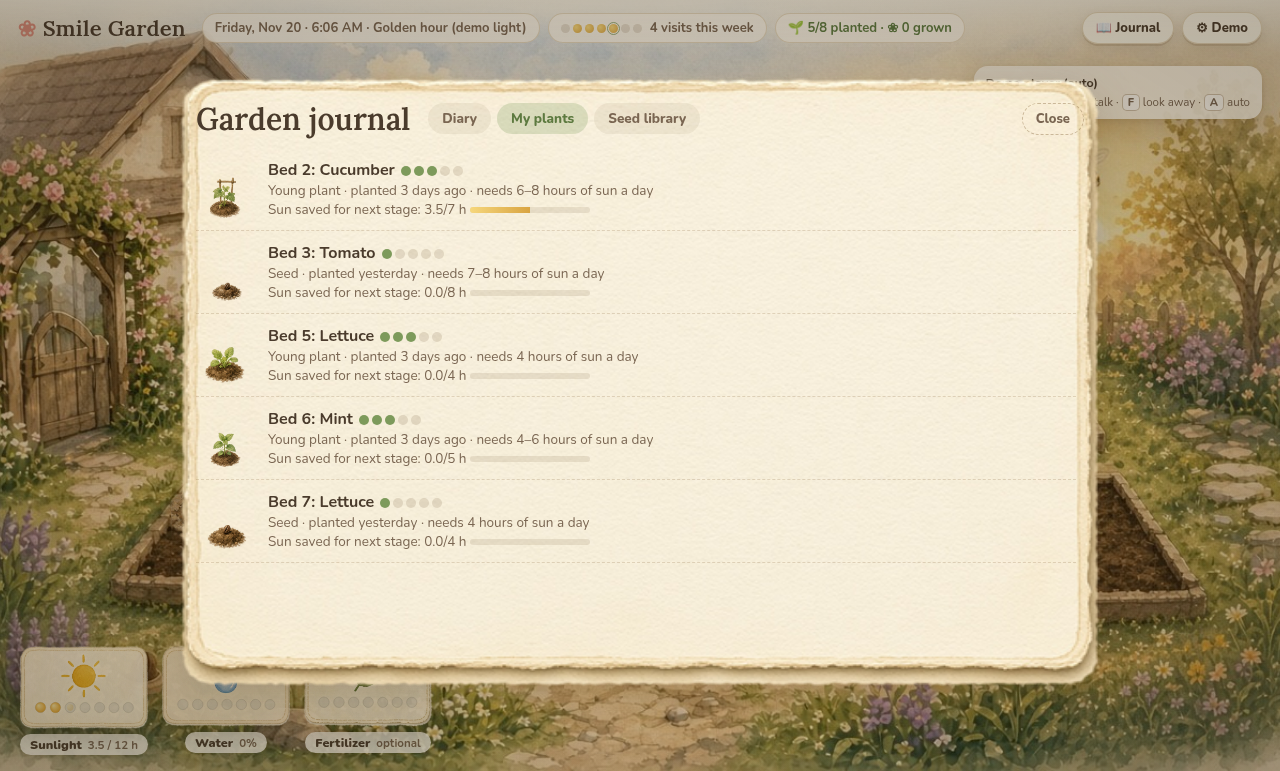 Smile Garden
Friday, Nov 20 · 6:06 AM · Golden hour (demo light)
4 visits this week
5/8 planted · 0 grown
Journal
Demo
F look away · A auto
Garden journal
Diary
My plants
Seed library
Close
Bed 2: Cucumber
Young plant · planted 3 days ago · needs 6–8 hours of sun a day
Sun saved for next stage: 3.5/7 h
Bed 3: Tomato
Seed · planted yesterday · needs 7–8 hours of sun a day
Sun saved for next stage: 0.0/8 h
Bed 5: Lettuce
Young plant · planted 3 days ago · needs 4 hours of sun a day
Sun saved for next stage: 0.0/4 h
Bed 6: Mint
Young plant · planted 3 days ago · needs 4–6 hours of sun a day
Sun saved for next stage: 0.0/5 h
Bed 7: Lettuce
Seed · planted yesterday · needs 4 hours of sun a day
Sun saved for next stage: 0.0/4 h
Sunlight 3.5 / 12 h
Water 0%
Fertilizer optional